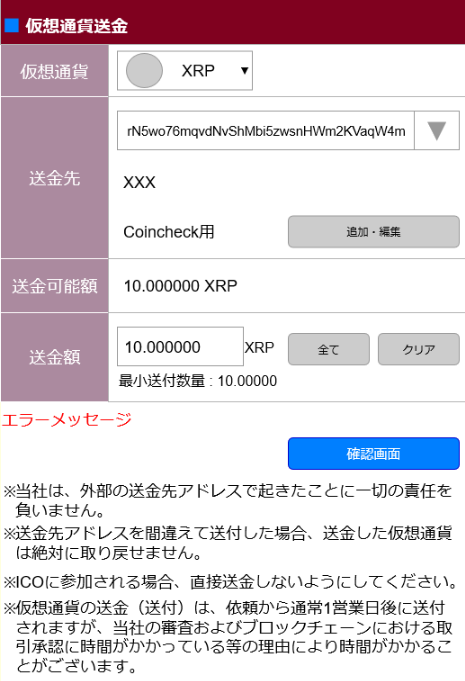 仮想通貨送金
仮想通貨
XRP
送金先
rN5wo76mqvdNvShMbi5zwsnHWm2KVaqW4m
XXX
Coincheck用
追加・編集
送金可能額
10.000000 XRP
送金額
10.000000
XRP
全て
クリア
最小送付数量 : 10.00000
エラーメッセージ
確認画面
※当社は、外部の送金先アドレスで起きたことに一切の責任を
負いません。
※送金先アドレスを間違えて送付した場合、送金した仮想通貨
は絶対に取り戻せません。
※ICOに参加される場合、直接送金しないようにしてください。
※仮想通貨の送金（送付）は、依頼から通常1営業日後に送付
されますが、当社の審査およびブロックチェーンにおける取
引承認に時間がかかっている等の理由により時間がかかるこ
とがございます。